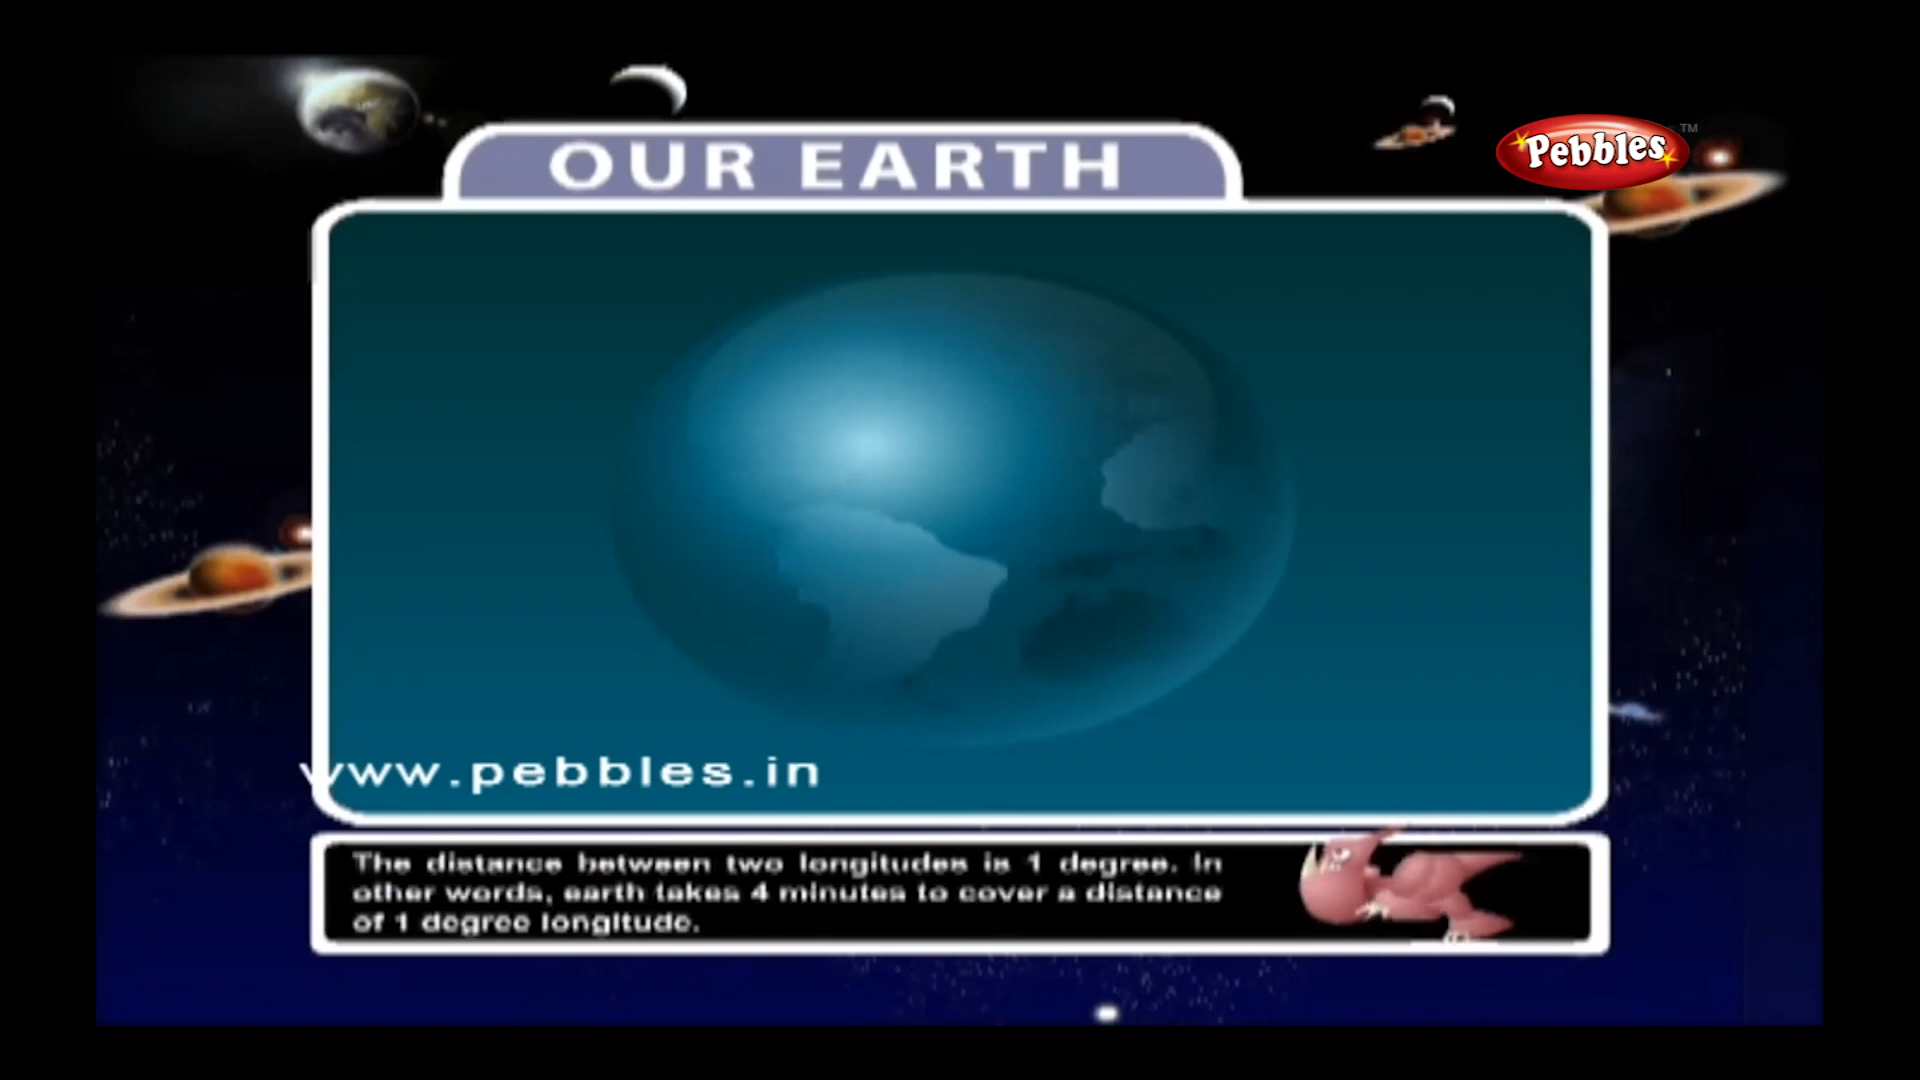 OUR EARTH
Pebbles™
www.pebbles.in
The distance between two longitudes is 1 degree. In
other words, earth takes 4 minutes to cover a distance
of 1 degree longitude.